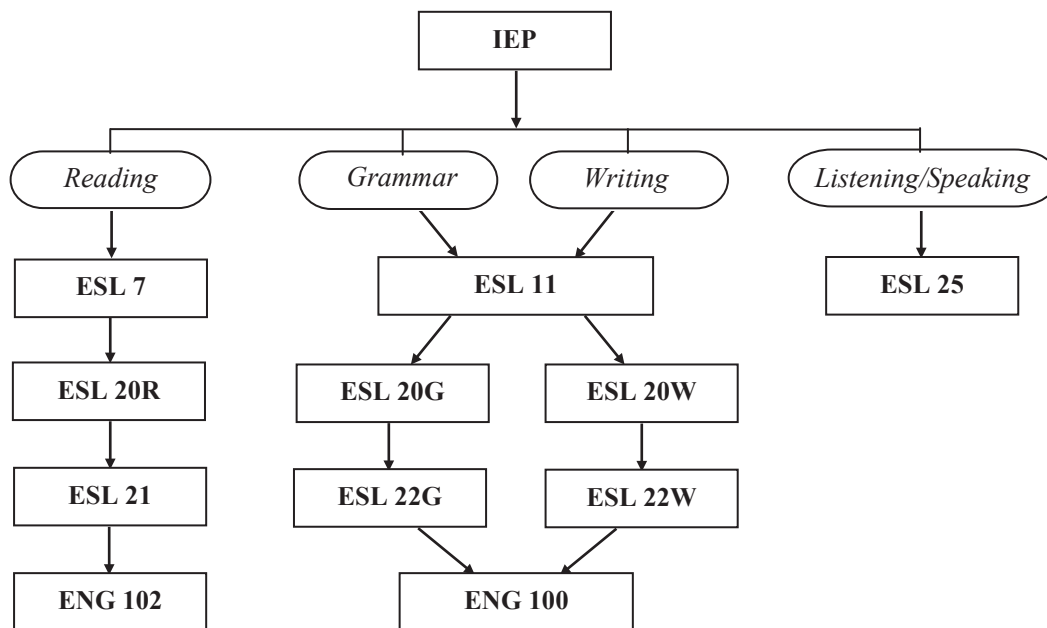 IEP
Reading
Grammar
Writing
Listening/Speaking
ESL 7
ESL 11
ESL 25
ESL 20R
ESL 20G
ESL 20W
ESL 21
ESL 22G
ESL 22W
ENG 102
ENG 100